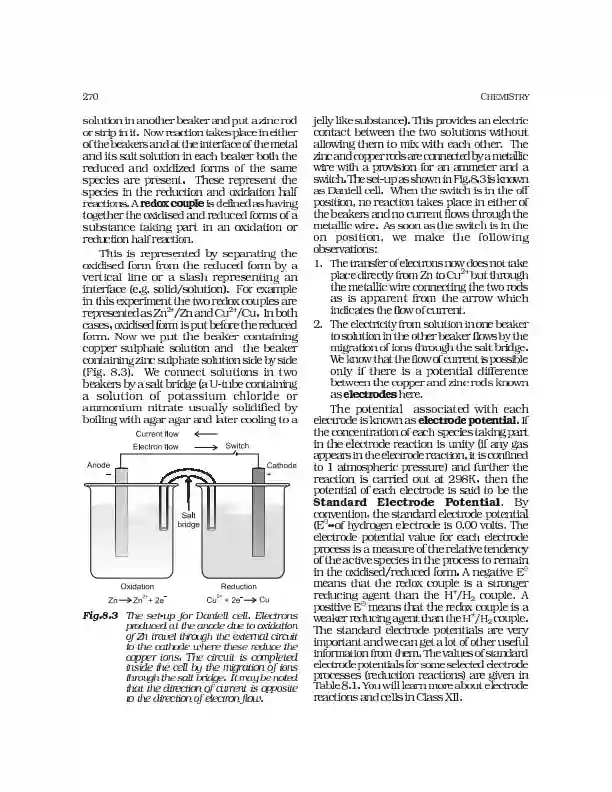 270
CHEMISTRY
solution in another beaker and put a zinc rod
or strip in it. Now reaction takes place in either
of the beakers and at the interface of the metal
and its salt solution in each beaker both the
reduced and oxidized forms of the same
species are present. These represent the
species in the reduction and oxidation half
reactions. A redox couple is defined as having
together the oxidised and reduced forms of a
substance taking part in an oxidation or
reduction half reaction.
This is represented by separating the
oxidised form from the reduced form by a
vertical line or a slash representing an
interface (e.g. solid/solution). For example
in this experiment the two redox couples are
represented as Zn²⁺/Zn and Cu²⁺/Cu. In both
cases, oxidised form is put before the reduced
form. Now we put the beaker containing
copper sulphate solution and the beaker
containing zinc sulphate solution side by side
(Fig. 8.3). We connect solutions in two
beakers by a salt bridge (a U-tube containing
a solution of potassium chloride or
ammonium nitrate usually solidified by
boiling with agar agar and later cooling to a
Current flow ←
Electron flow → Switch
Anode
−
Cathode
+
Salt
bridge
Oxidation
Reduction
Zn → Zn²⁺ + 2e⁻
Cu²⁺ + 2e⁻ → Cu
Fig.8.3 The set-up for Daniell cell. Electrons
produced at the anode due to oxidation
of Zn travel through the external circuit
to the cathode where these reduce the
copper ions. The circuit is completed
inside the cell by the migration of ions
through the salt bridge. It may be noted
that the direction of current is opposite
to the direction of electron flow.
jelly like substance). This provides an electric
contact between the two solutions without
allowing them to mix with each other. The
zinc and copper rods are connected by a metallic
wire with a provision for an ammeter and a
switch. The set-up as shown in Fig.8.3 is known
as Daniell cell. When the switch is in the off
position, no reaction takes place in either of
the beakers and no current flows through the
metallic wire. As soon as the switch is in the
on position, we make the following
observations:
1. The transfer of electrons now does not take
place directly from Zn to Cu²⁺ but through
the metallic wire connecting the two rods
as is apparent from the arrow which
indicates the flow of current.
2. The electricity from solution in one beaker
to solution in the other beaker flows by the
migration of ions through the salt bridge.
We know that the flow of current is possible
only if there is a potential difference
between the copper and zinc rods known
as electrodes here.
The potential associated with each
electrode is known as electrode potential. If
the concentration of each species taking part
in the electrode reaction is unity (if any gas
appears in the electrode reaction, it is confined
to 1 atmospheric pressure) and further the
reaction is carried out at 298K, then the
potential of each electrode is said to be the
Standard Electrode Potential. By
convention, the standard electrode potential
(E⊖ of hydrogen electrode is 0.00 volts. The
electrode potential value for each electrode
process is a measure of the relative tendency
of the active species in the process to remain
in the oxidised/reduced form. A negative E⊖
means that the redox couple is a stronger
reducing agent than the H⁺/H₂ couple. A
positive E⊖ means that the redox couple is a
weaker reducing agent than the H⁺/H₂ couple.
The standard electrode potentials are very
important and we can get a lot of other useful
information from them. The values of standard
electrode potentials for some selected electrode
processes (reduction reactions) are given in
Table 8.1. You will learn more about electrode
reactions and cells in Class XII.